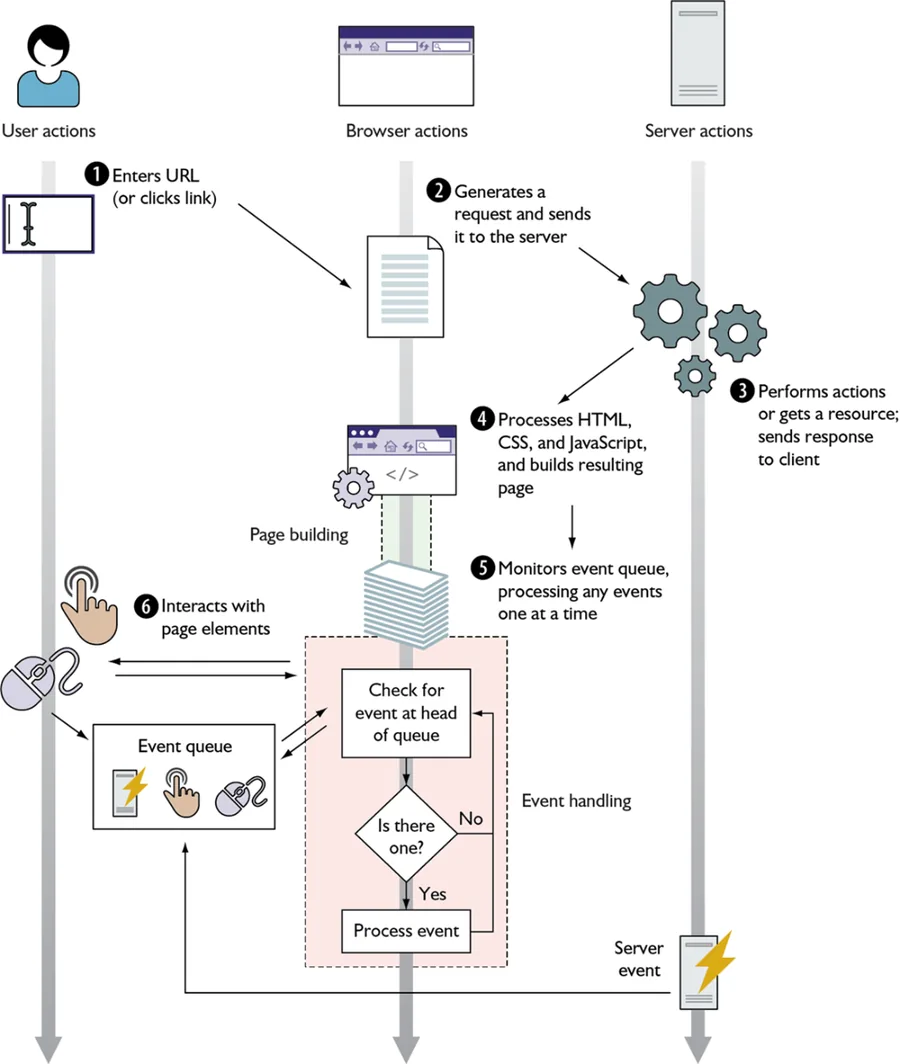 User actions
Browser actions
Server actions
1 Enters URL
(or clicks link)
2 Generates a
request and sends
it to the server
3 Performs actions
or gets a resource;
sends response
to client
4 Processes HTML,
CSS, and JavaScript,
and builds resulting
page
</>
Page building
5 Monitors event queue,
processing any events
one at a time
6 Interacts with
page elements
Check for
event at head
of queue
Event queue
Event handling
Is there
one?
No
Yes
Process event
Server
event